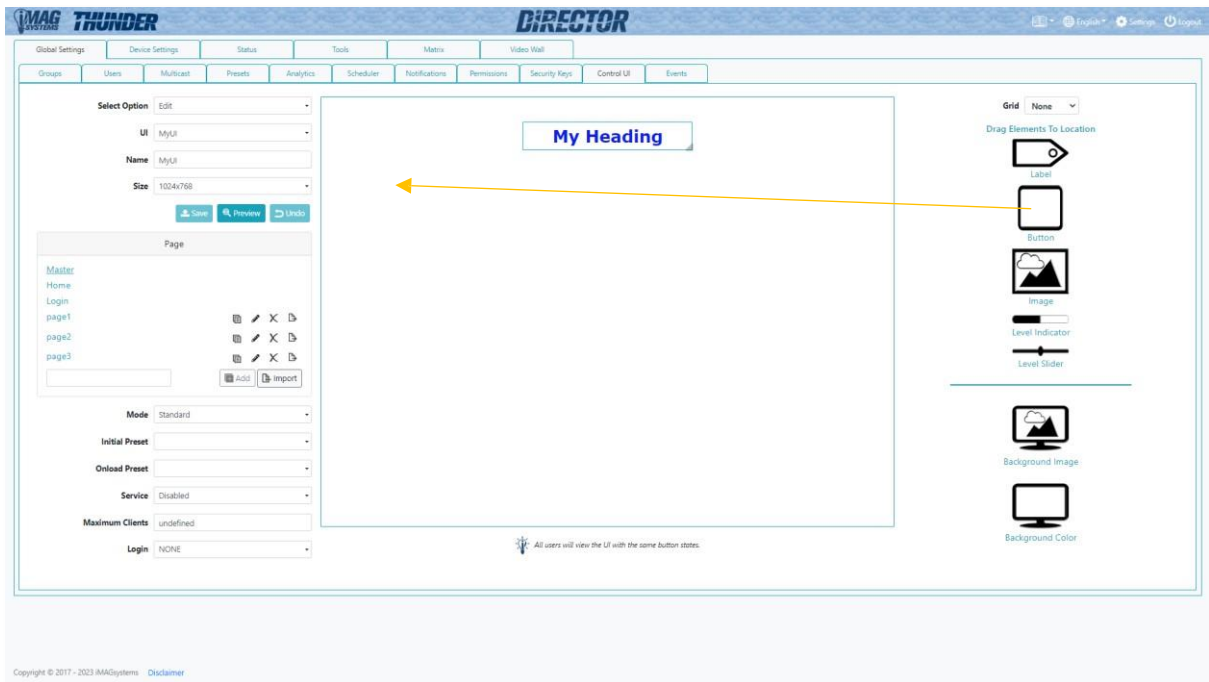 iMAG SYSTEMS THUNDER DIRECTOR English Settings Logout
Global Settings Device Settings Status Tools Matrix Video Wall
Groups Users Multicast Presets Analytics Scheduler Notifications Permissions Security Keys Control UI Events
Select Option Edit
UI MyUI
Name MyUI
Size 1024x768
Save Preview Undo
Page
Master
Home
Login
page1
page2
page3
Add Import
Mode Standard
Initial Preset
Onload Preset
Service Disabled
Maximum Clients undefined
Login NONE
My Heading
All users will view the UI with the same button states.
Grid None
Drag Elements To Location
Label
Button
Image
Level Indicator
Level Slider
Background Image
Background Color
Copyright © 2017 - 2023 iMAGsystems Disclaimer